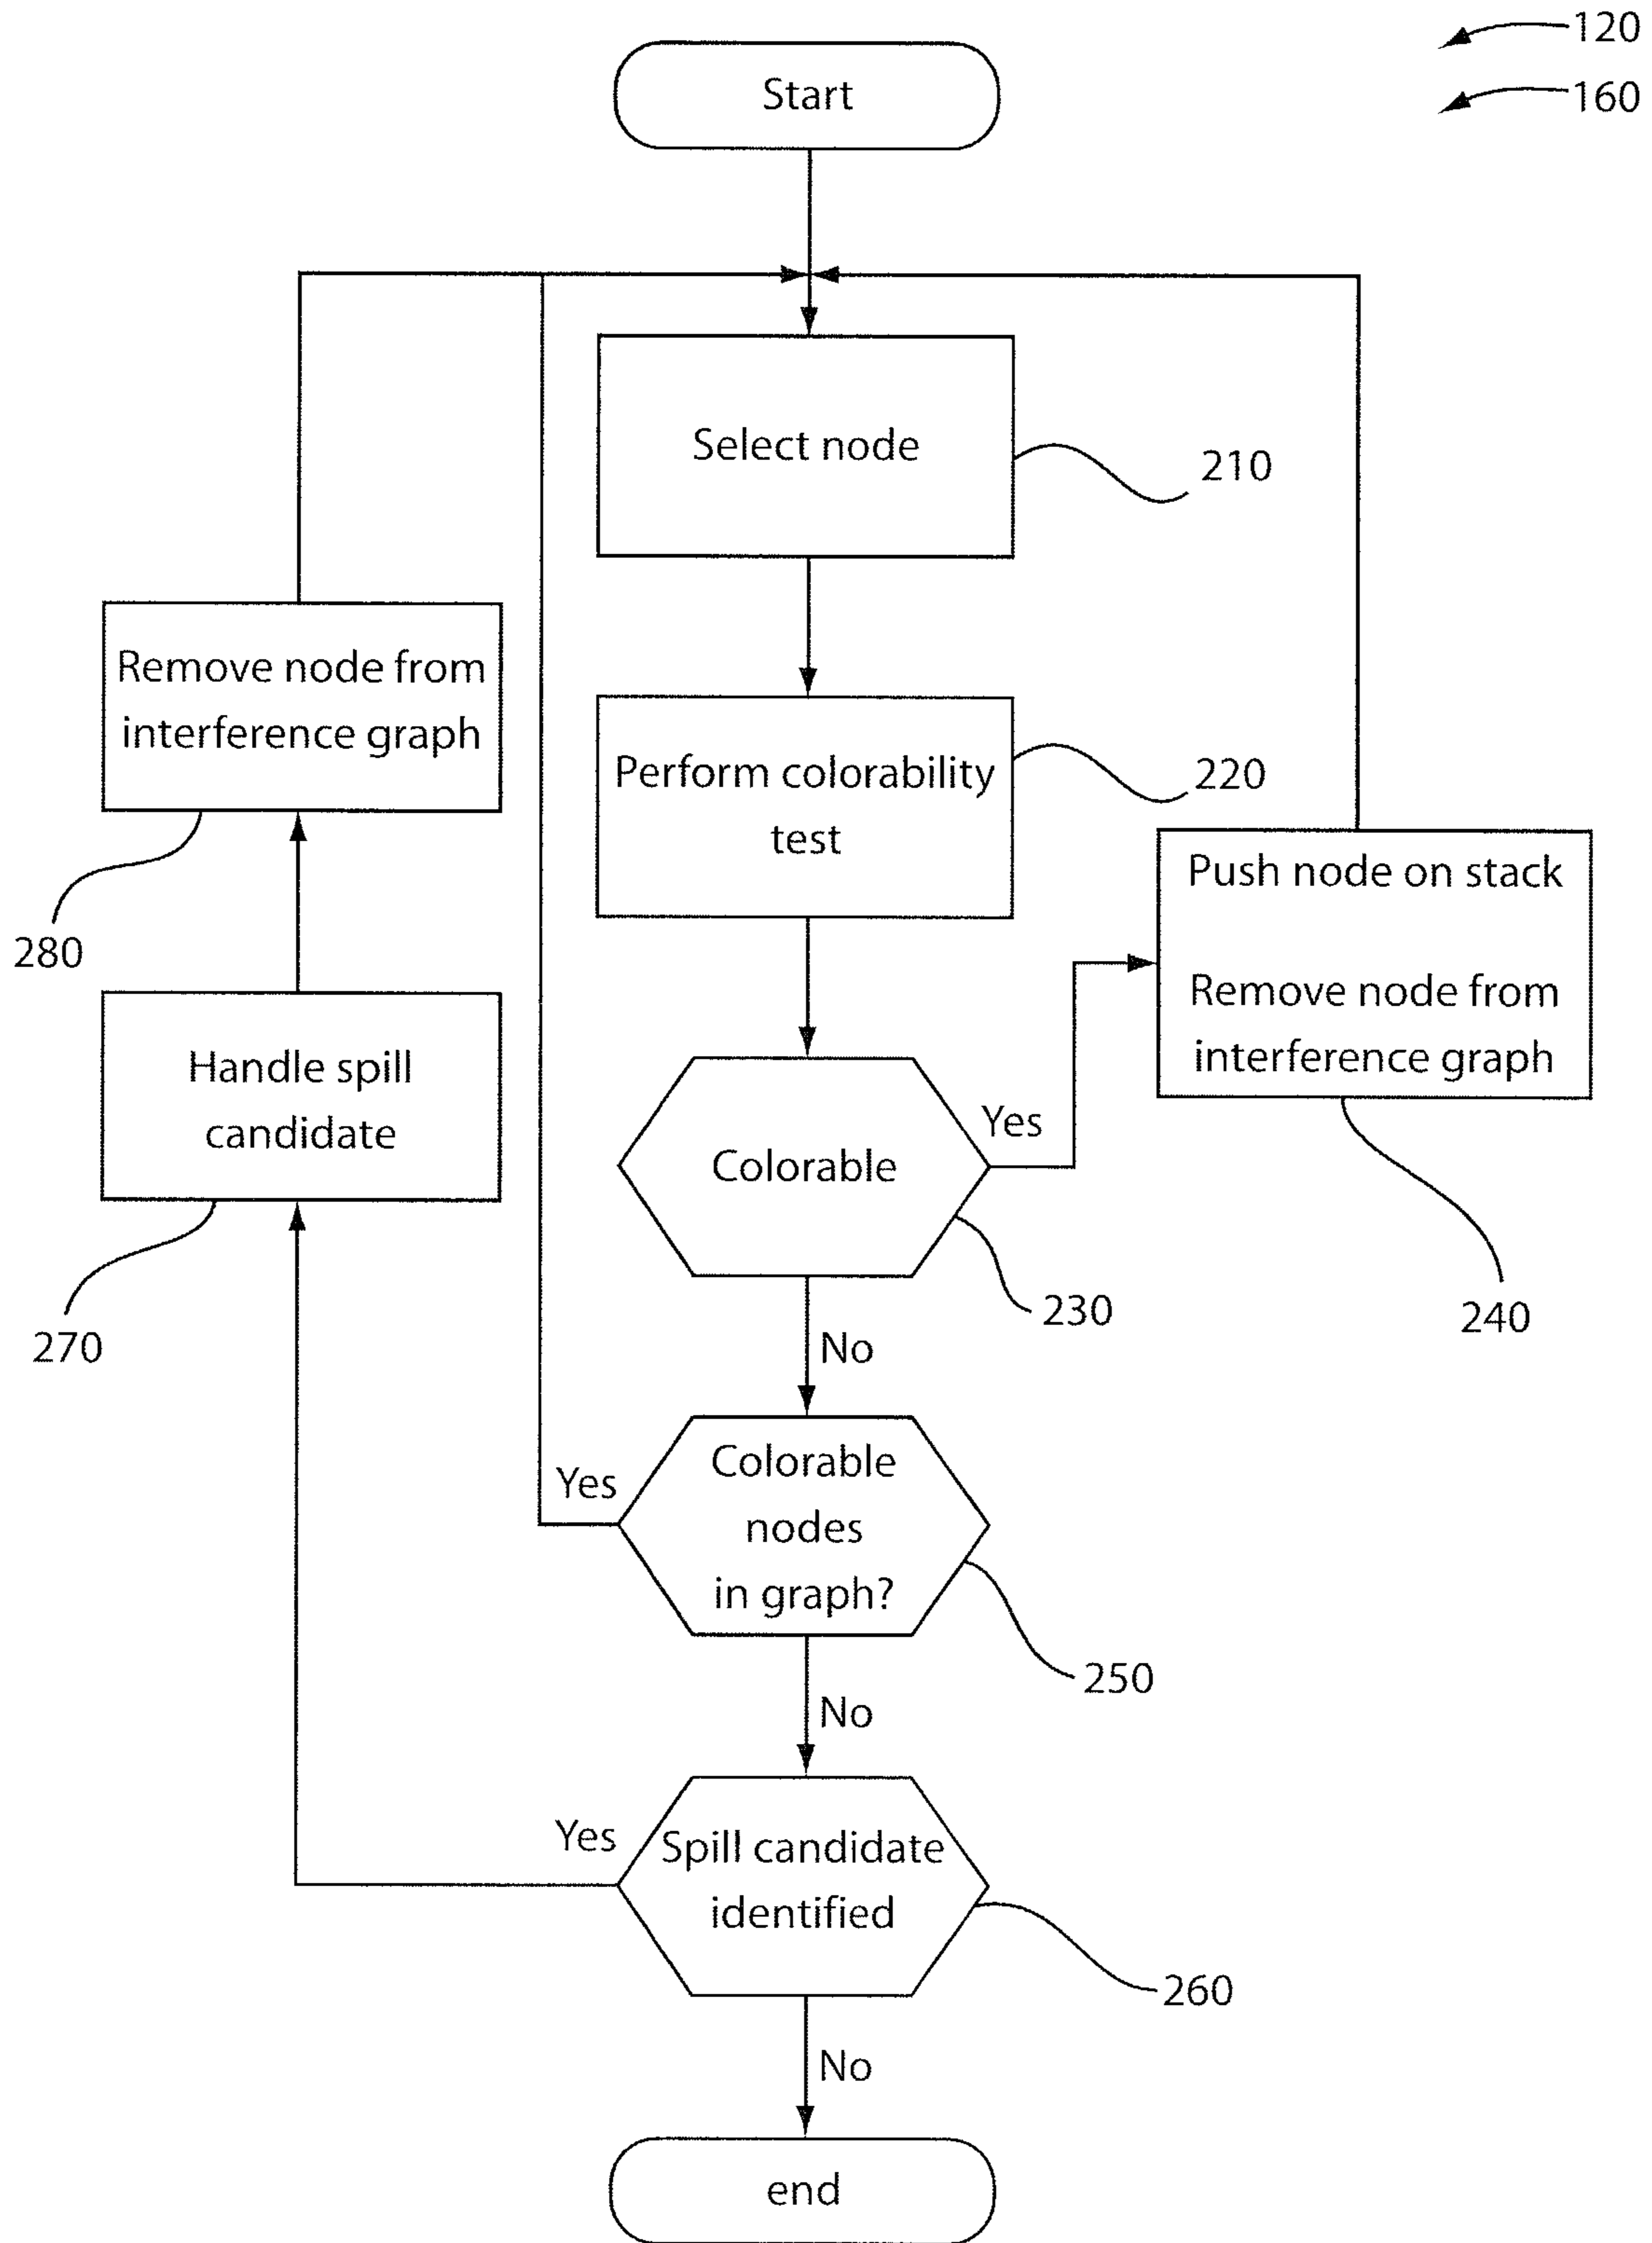 120
160
Start
Select node
210
Remove node from
interference graph
280
Perform colorability
test
220
Push node on stack
Remove node from
interference graph
240
Handle spill
candidate
270
Colorable
Yes
230
No
Colorable
nodes
in graph?
Yes
250
No
Spill candidate
identified
Yes
260
No
end